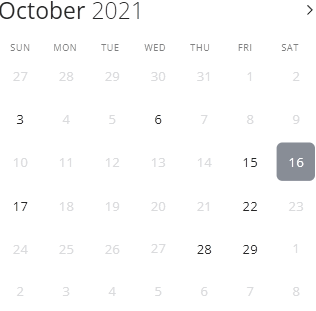 October 2021
SUN MON TUE WED THU FRI SAT
27 28 29 30 31 1 2
3 4 5 6 7 8 9
10 11 12 13 14 15 16
17 18 19 20 21 22 23
24 25 26 27 28 29 1
2 3 4 5 6 7 8